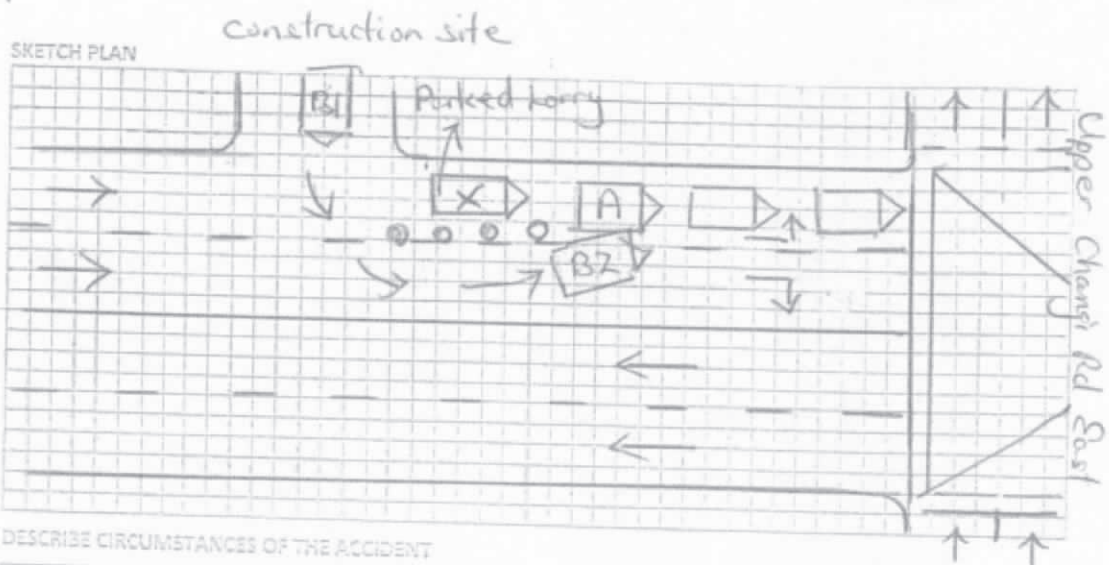 construction site
SKETCH PLAN
B1
Parked Lorry
X
A
B2
Upper Changi Rd East
DESCRIBE CIRCUMSTANCES OF THE ACCIDENT